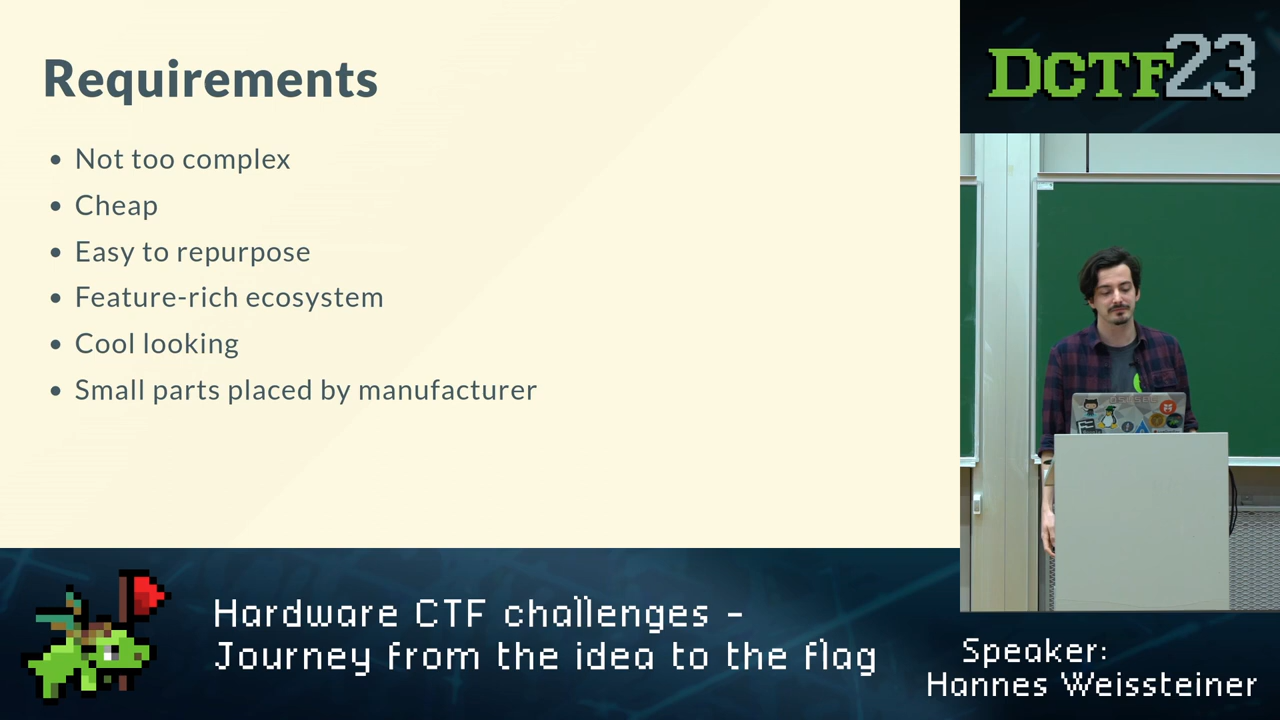 Requirements
Not too complex
Cheap
Easy to repurpose
Feature-rich ecosystem
Cool looking
Small parts placed by manufacturer
DCTF23
Hardware CTF challenges -
Journey from the idea to the flag
Speaker:
Hannes Weissteiner